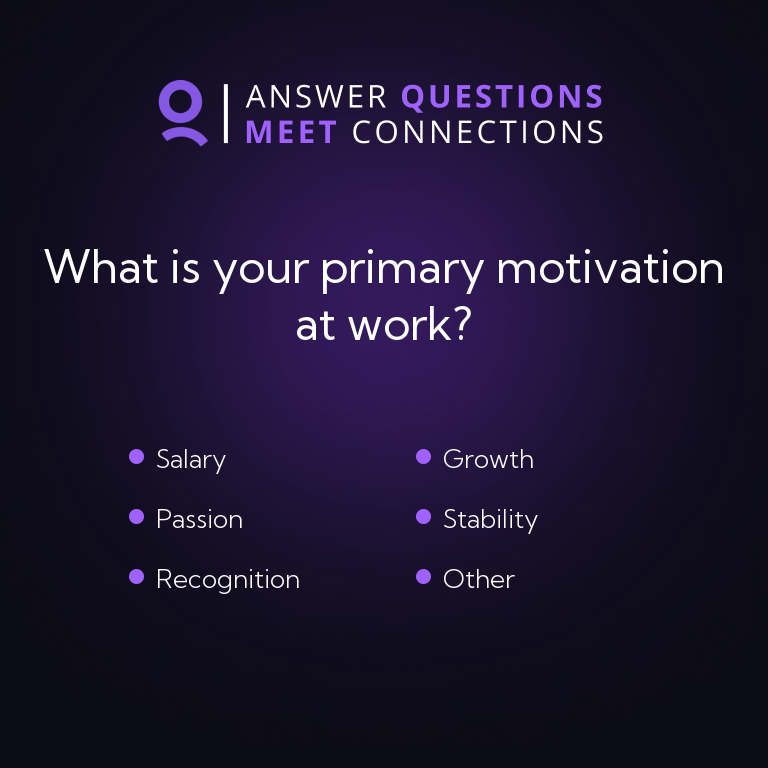 ANSWER QUESTIONS
MEET CONNECTIONS
What is your primary motivation
at work?
Salary
Growth
Passion
Stability
Recognition
Other